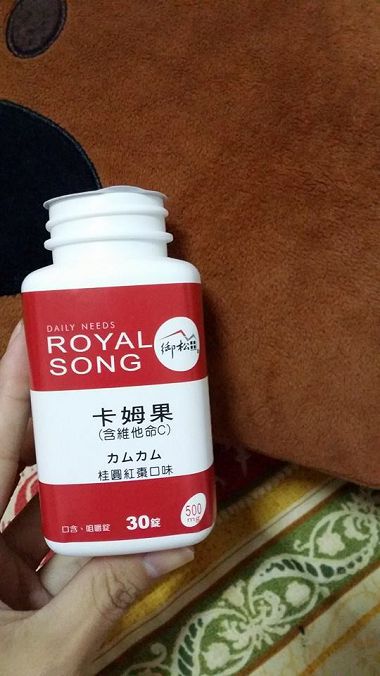 DAILY NEEDS
ROYAL
SONG
御松
卡姆果
(含維他命C)
カムカム
桂圓紅棗口味
口含、咀嚼錠
30錠
500
mg